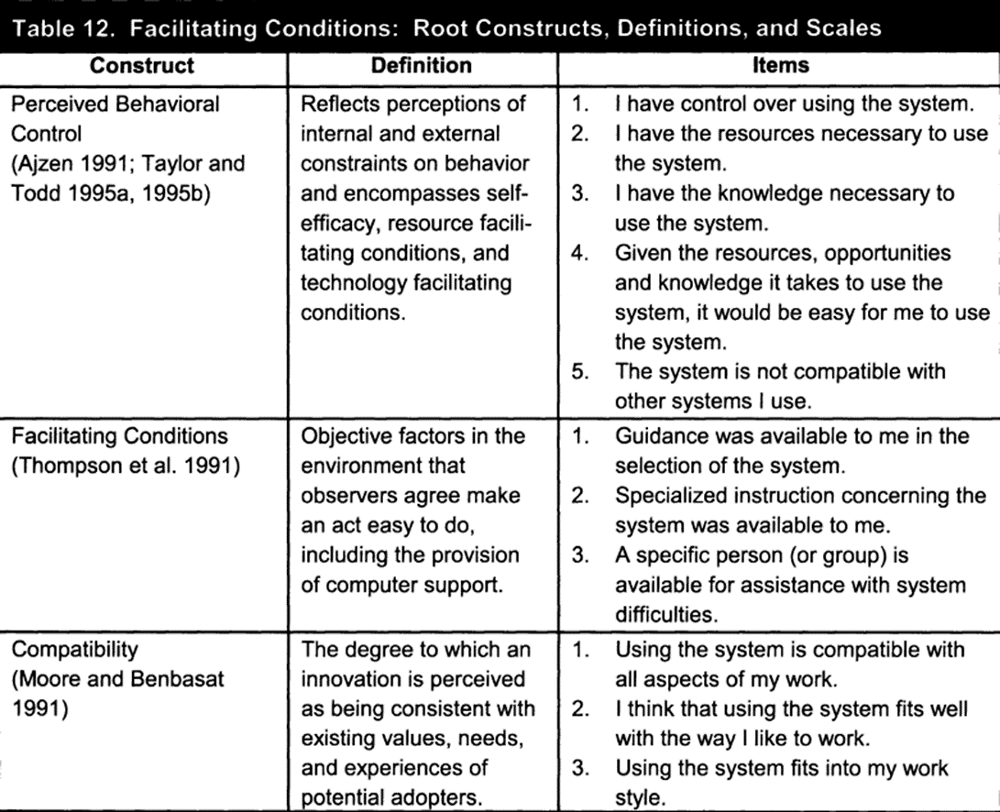 Table 12. Facilitating Conditions: Root Constructs, Definitions, and Scales
Construct
Definition
Items
Perceived Behavioral
Control
(Ajzen 1991; Taylor and
Todd 1995a, 1995b)
Reflects perceptions of
internal and external
constraints on behavior
and encompasses self-
efficacy, resource facili-
tating conditions, and
technology facilitating
conditions.
1. I have control over using the system.
2. I have the resources necessary to use
the system.
3. I have the knowledge necessary to
use the system.
4. Given the resources, opportunities
and knowledge it takes to use the
system, it would be easy for me to use
the system.
5. The system is not compatible with
other systems I use.
Facilitating Conditions
(Thompson et al. 1991)
Objective factors in the
environment that
observers agree make
an act easy to do,
including the provision
of computer support.
1. Guidance was available to me in the
selection of the system.
2. Specialized instruction concerning the
system was available to me.
3. A specific person (or group) is
available for assistance with system
difficulties.
Compatibility
(Moore and Benbasat
1991)
The degree to which an
innovation is perceived
as being consistent with
existing values, needs,
and experiences of
potential adopters.
1. Using the system is compatible with
all aspects of my work.
2. I think that using the system fits well
with the way I like to work.
3. Using the system fits into my work
style.